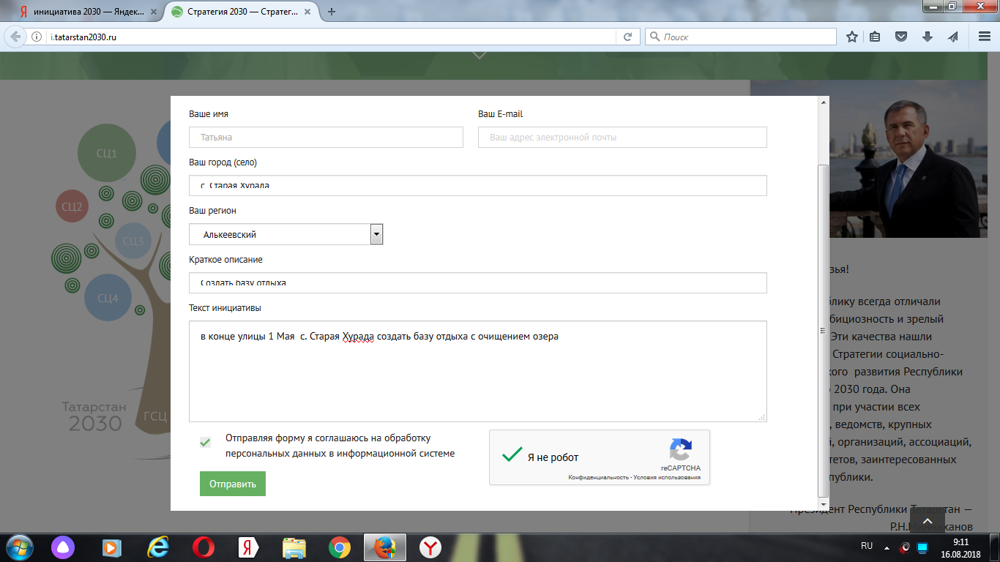 инициатива 2030 — Яндек...
Стратегия 2030 — Стратег...
i.tatarstan2030.ru
Поиск
СЦ1
СЦ2
СЦ3
СЦ4
Татарстан
2030
ГСЦ
Ваше имя
Ваш E-mail
Татьяна
Ваш адрес электронной почты
Ваш город (село)
с. Старая Хурада
Ваш регион
Алькеевский
Краткое описание
Создать базу отдыха
Текст инициативы
в конце улицы 1 Мая с. Старая Хурада создать базу отдыха с очищением озера
Отправляя форму я соглашаюсь на обработку
персональных данных в информационной системе
Отправить
Я не робот
reCAPTCHA
Конфиденциальность - Условия использования
зья!
блику всегда отличали
бициозность и зрелый
Эти качества нашли
Стратегии социально-
кого развития Республики
о 2030 года. Она
при участии всех
, ведомств, крупных
й, организаций, ассоциаций,
тетов, заинтересованных
спублики.
Президент Республики Татарстан —
Р.Н.Минниханов
RU
9:11
16.08.2018